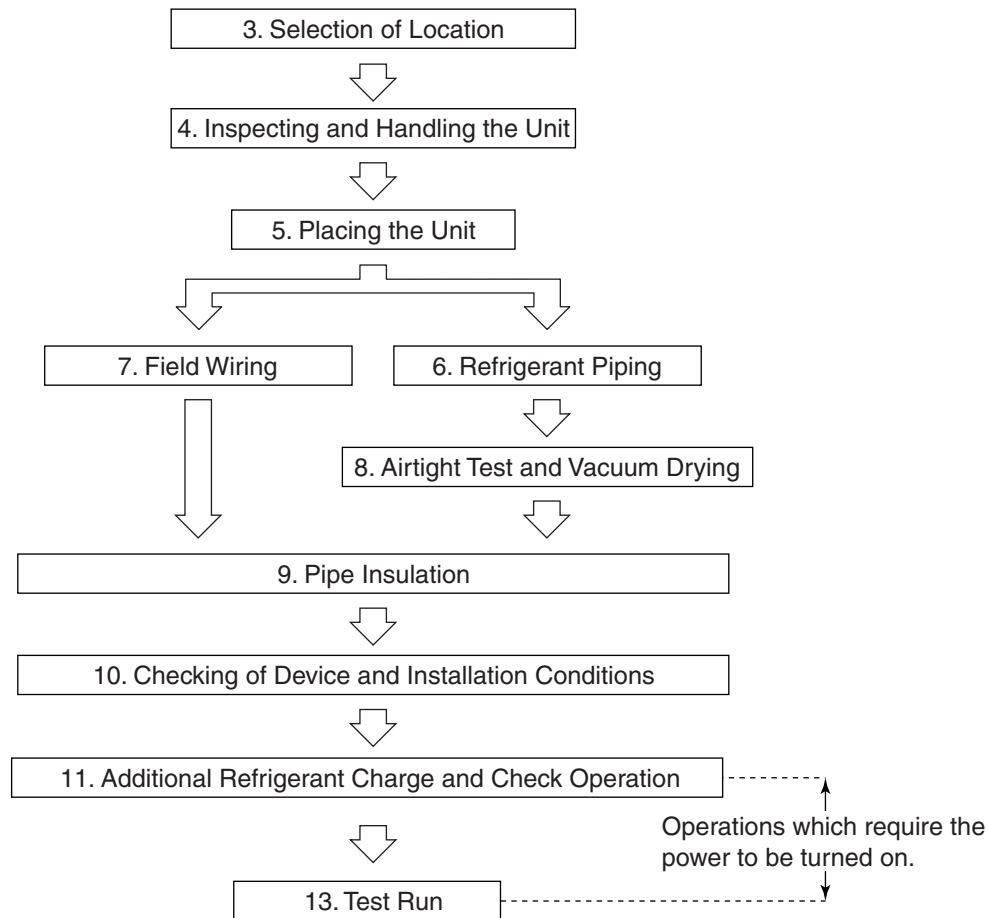 3. Selection of Location
4. Inspecting and Handling the Unit
5. Placing the Unit
7. Field Wiring
6. Refrigerant Piping
8. Airtight Test and Vacuum Drying
9. Pipe Insulation
10. Checking of Device and Installation Conditions
11. Additional Refrigerant Charge and Check Operation
Operations which require the
power to be turned on.
13. Test Run